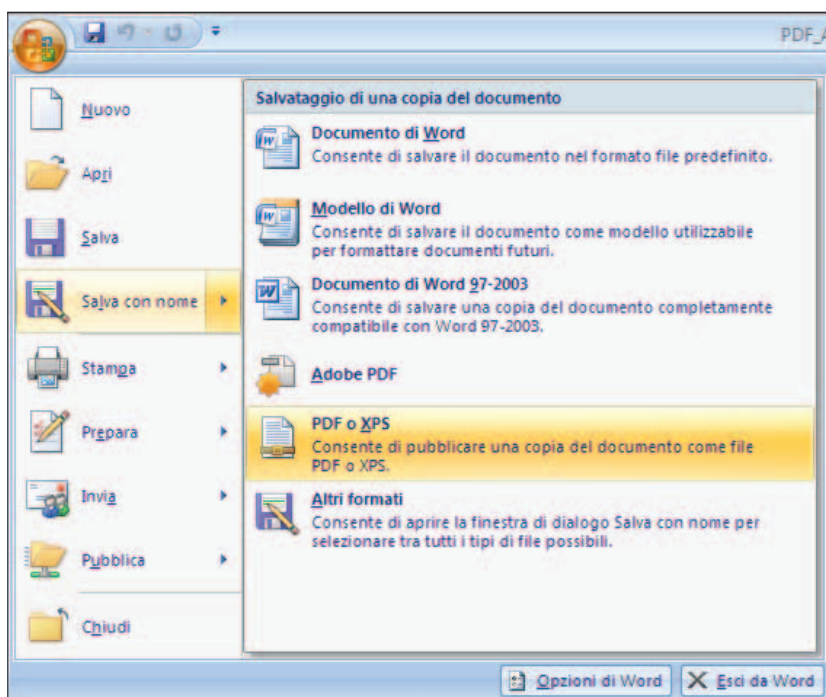 PDF_A
Nuovo
Apri
Salva
Salva con nome
Stampa
Prepara
Invia
Pubblica
Chiudi
Salvataggio di una copia del documento
Documento di Word
Consente di salvare il documento nel formato file predefinito.
Modello di Word
Consente di salvare il documento come modello utilizzabile
per formattare documenti futuri.
Documento di Word 97-2003
Consente di salvare una copia del documento completamente
compatibile con Word 97-2003.
Adobe PDF
PDF o XPS
Consente di pubblicare una copia del documento come file
PDF o XPS.
Altri formati
Consente di aprire la finestra di dialogo Salva con nome per
selezionare tra tutti i tipi di file possibili.
Opzioni di Word
Esci da Word